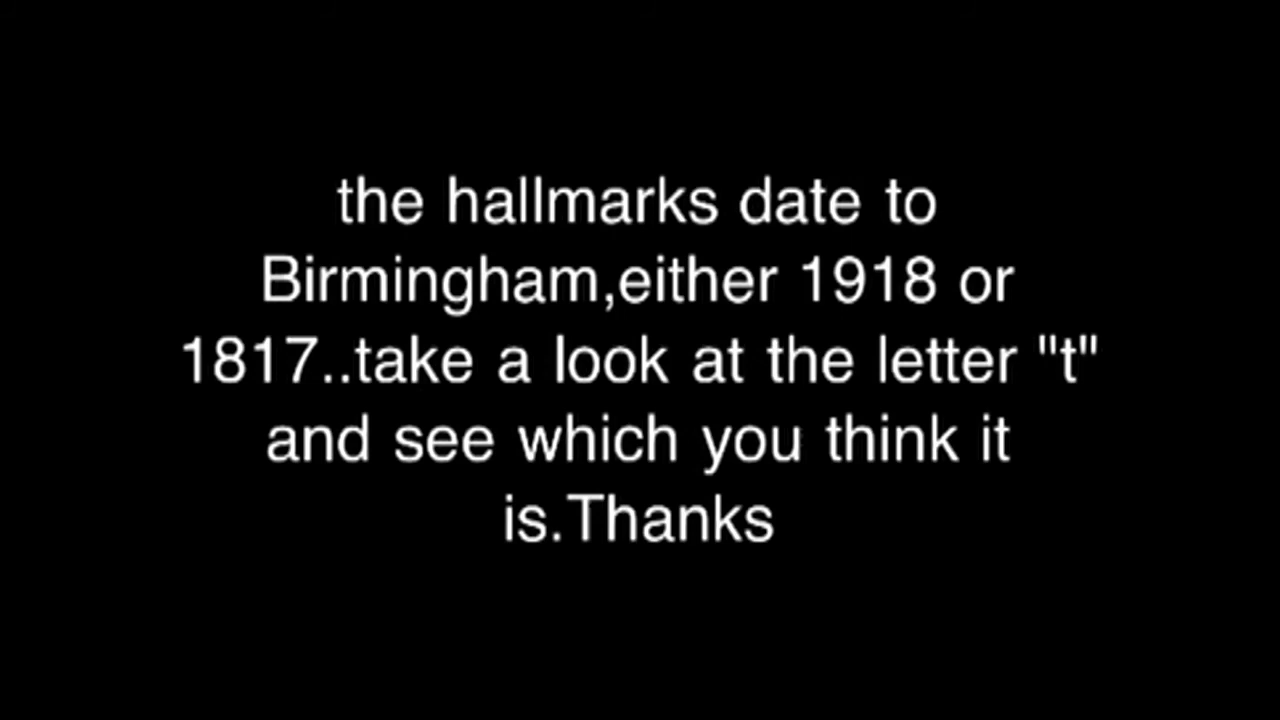 the hallmarks date to
Birmingham,either 1918 or
1817..take a look at the letter "t"
and see which you think it
is.Thanks